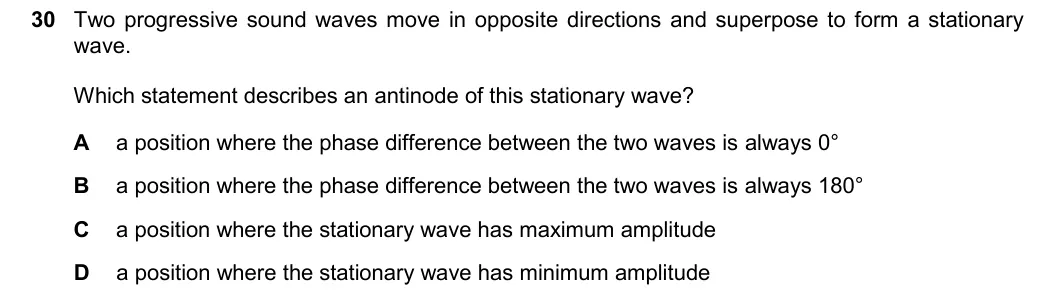 30 Two progressive sound waves move in opposite directions and superpose to form a stationary
wave.
Which statement describes an antinode of this stationary wave?
A a position where the phase difference between the two waves is always 0°
B a position where the phase difference between the two waves is always 180°
C a position where the stationary wave has maximum amplitude
D a position where the stationary wave has minimum amplitude